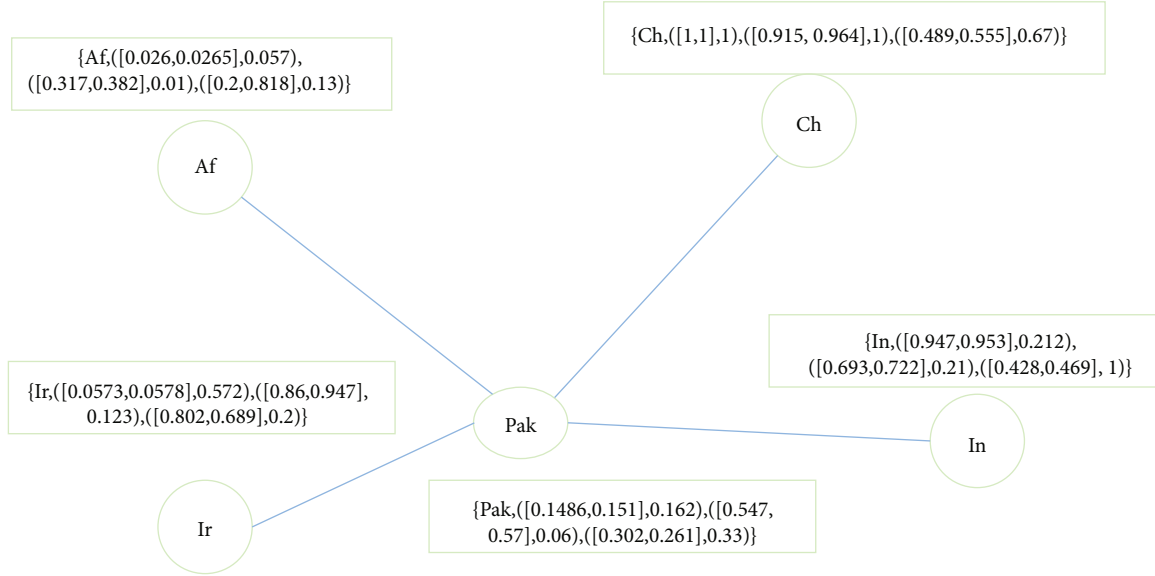 {Ch,([1,1],1),([0.915, 0.964],1),([0.489,0.555],0.67)}
{Af,([0.026,0.0265],0.057),
([0.317,0.382],0.01),([0.2,0.818],0.13)}
Ch
Af
{In,([0.947,0.953],0.212),
([0.693,0.722],0.21),([0.428,0.469], 1)}
{Ir,([0.0573,0.0578],0.572),([0.86,0.947],
0.123),([0.802,0.689],0.2)}
Pak
In
{Pak,([0.1486,0.151],0.162),([0.547,
0.57],0.06),([0.302,0.261],0.33)}
Ir